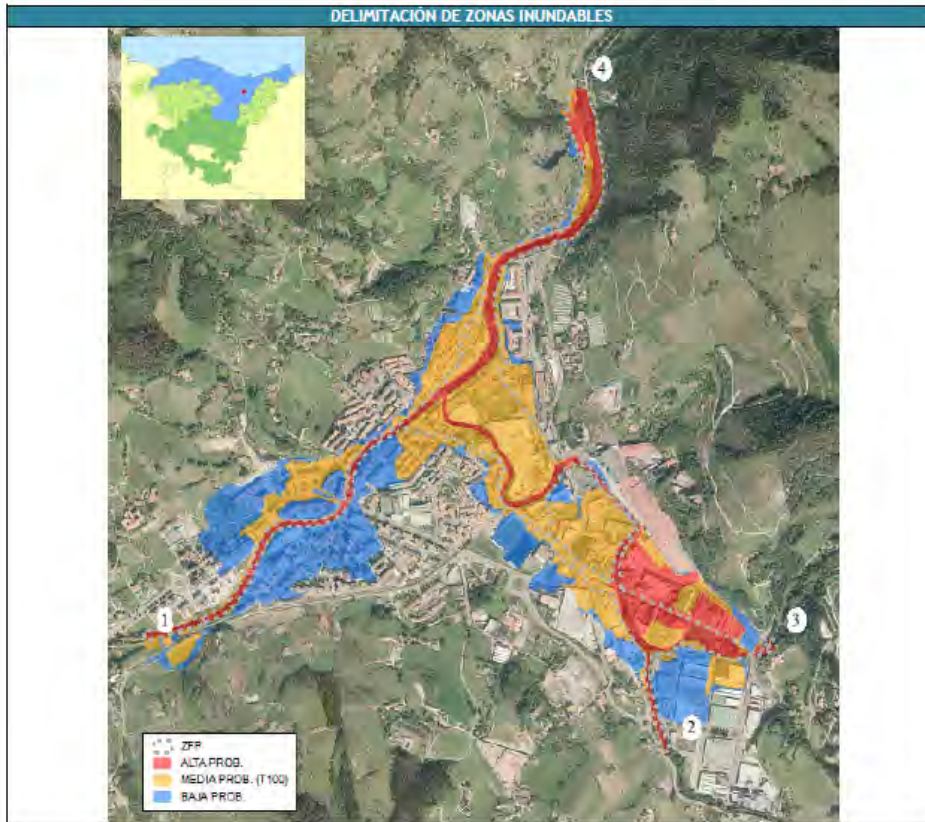 DELIMITACIÓN DE ZONAS INUNDABLES
4
1
3
2
ZFP
ALTA PROB.
MEDIA PROB. (T100)
BAJA PROB.